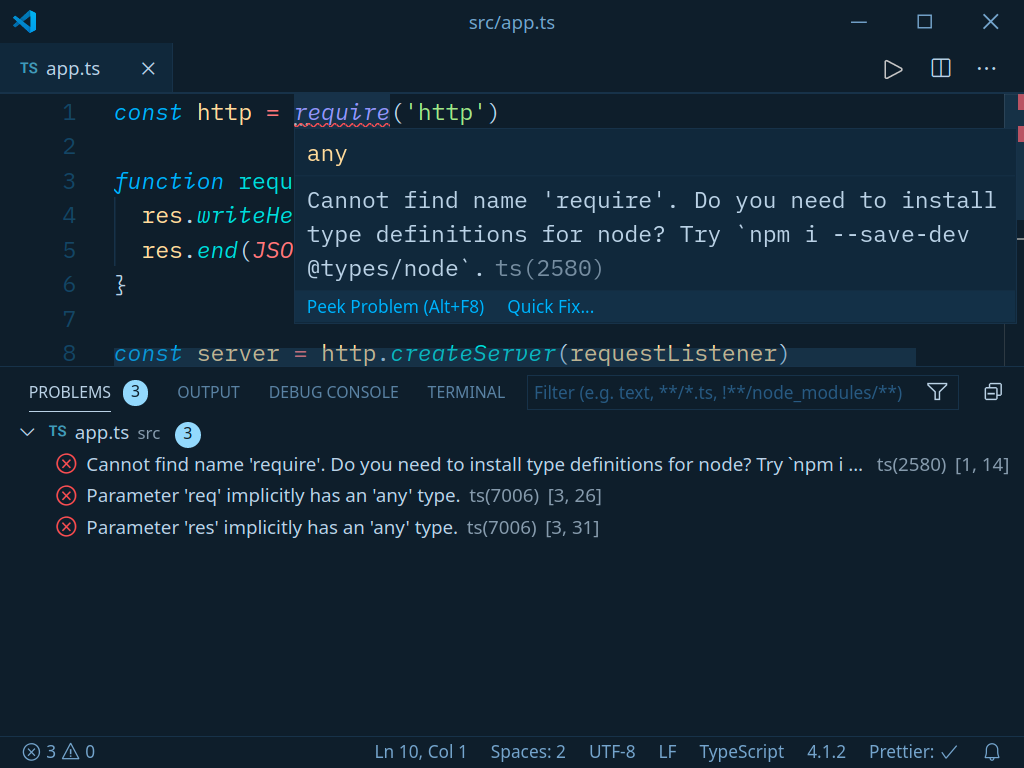 src/app.ts
TS app.ts
1 const http = require('http')
2
any
3 function requ
Cannot find name 'require'. Do you need to install
4 res.writeHe
type definitions for node? Try `npm i --save-dev
5 res.end(JSO
@types/node`. ts(2580)
6 }
Peek Problem (Alt+F8) Quick Fix...
7
8 const server = http.createServer(requestListener)
PROBLEMS 3 OUTPUT DEBUG CONSOLE TERMINAL Filter (e.g. text, **/*.ts, !**/node_modules/**)
TS app.ts src 3
Cannot find name 'require'. Do you need to install type definitions for node? Try `npm i ... ts(2580) [1, 14]
Parameter 'req' implicitly has an 'any' type. ts(7006) [3, 26]
Parameter 'res' implicitly has an 'any' type. ts(7006) [3, 31]
3 0 Ln 10, Col 1 Spaces: 2 UTF-8 LF TypeScript 4.1.2 Prettier: ✓